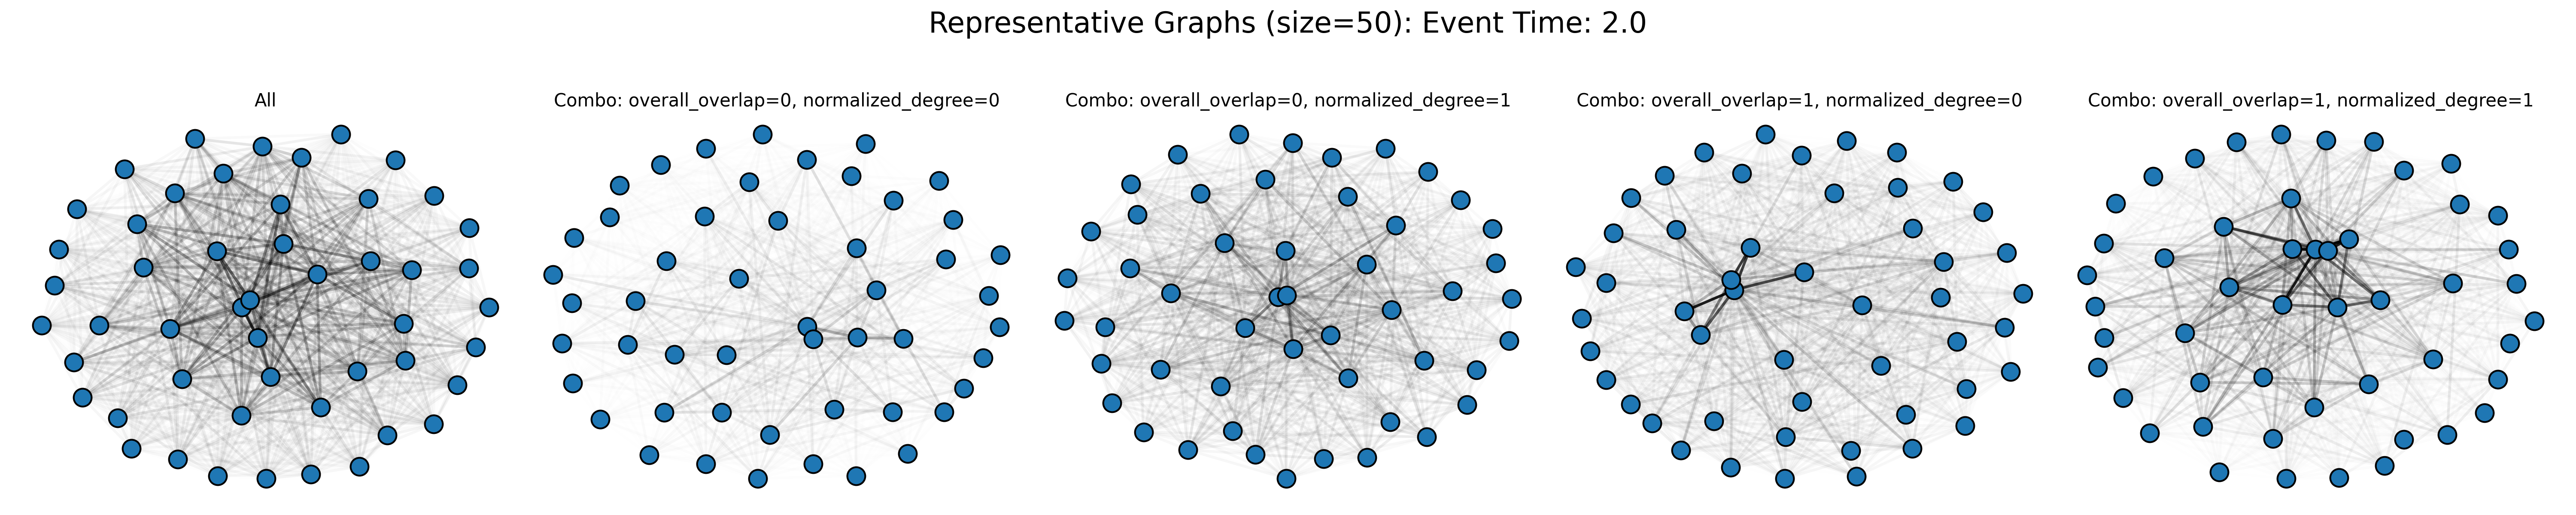 Representative Graphs (size=50): Event Time: 2.0
All
Combo: overall_overlap=0, normalized_degree=0
Combo: overall_overlap=0, normalized_degree=1
Combo: overall_overlap=1, normalized_degree=0
Combo: overall_overlap=1, normalized_degree=1